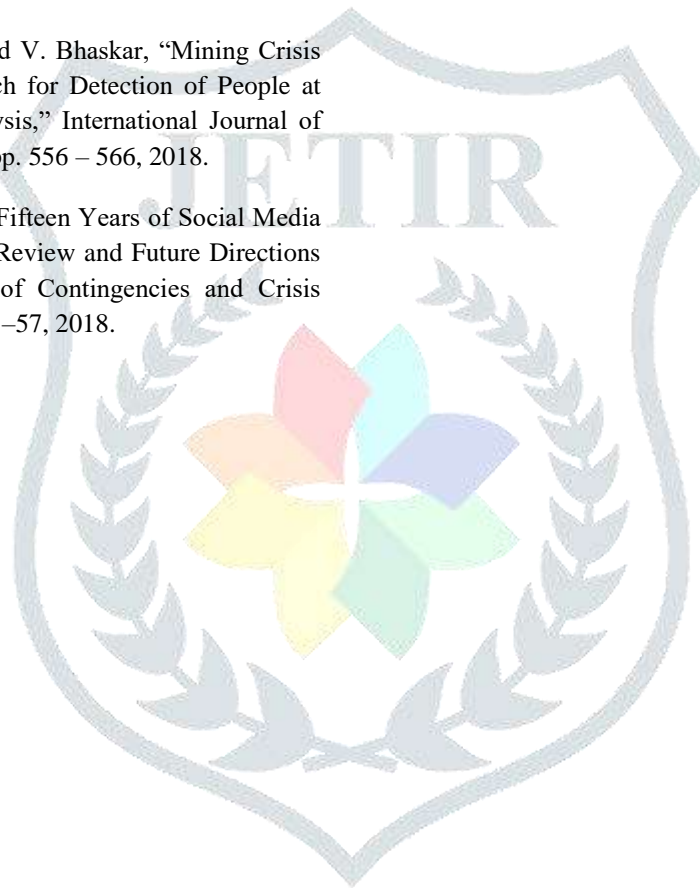 d V. Bhaskar, “Mining Crisis
ch for Detection of People at
ysis,” International Journal of
pp. 556 – 566, 2018.
Fifteen Years of Social Media
Review and Future Directions
of Contingencies and Crisis
–57, 2018.
JETIR